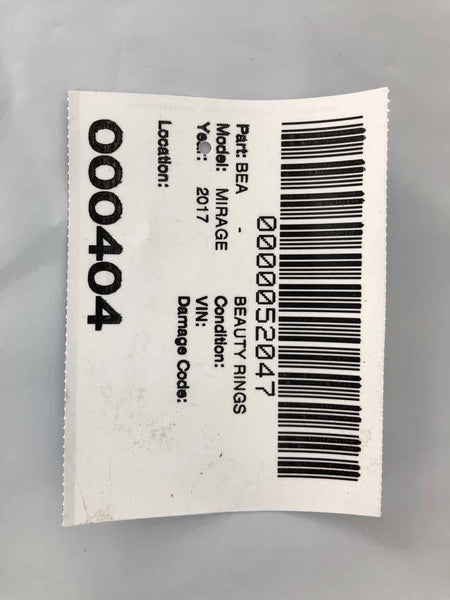 0000052047
Part: BEA - BEAUTY RINGS
Model: MIRAGE Condition:
Year: 2017 VIN:
Damage Code:
Location:
000404